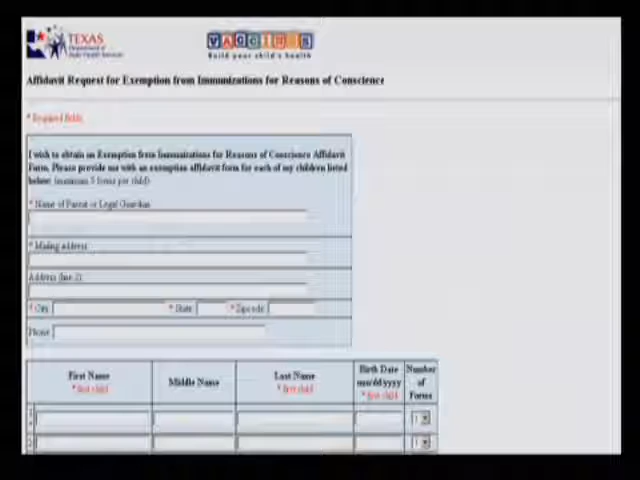 TEXAS
Department of
State Health Services
VACCINES
Build your child's health
Affidavit Request for Exemption from Immunizations for Reasons of Conscience
* Required fields
I wish to obtain an Exemption from Immunizations for Reasons of Conscience Affidavit
Form. Please provide me with an exemption affidavit form for each of my children listed
below (maximum 5 forms per child)
* Name of Parent or Legal Guardian
* Mailing address
Address (line 2)
* City * State * Zipcode
Phone
First Name Middle Name Last Name Birth Date Number
* first child * first child mm/dd/yyyy of
* first child Forms
1 1
2 1